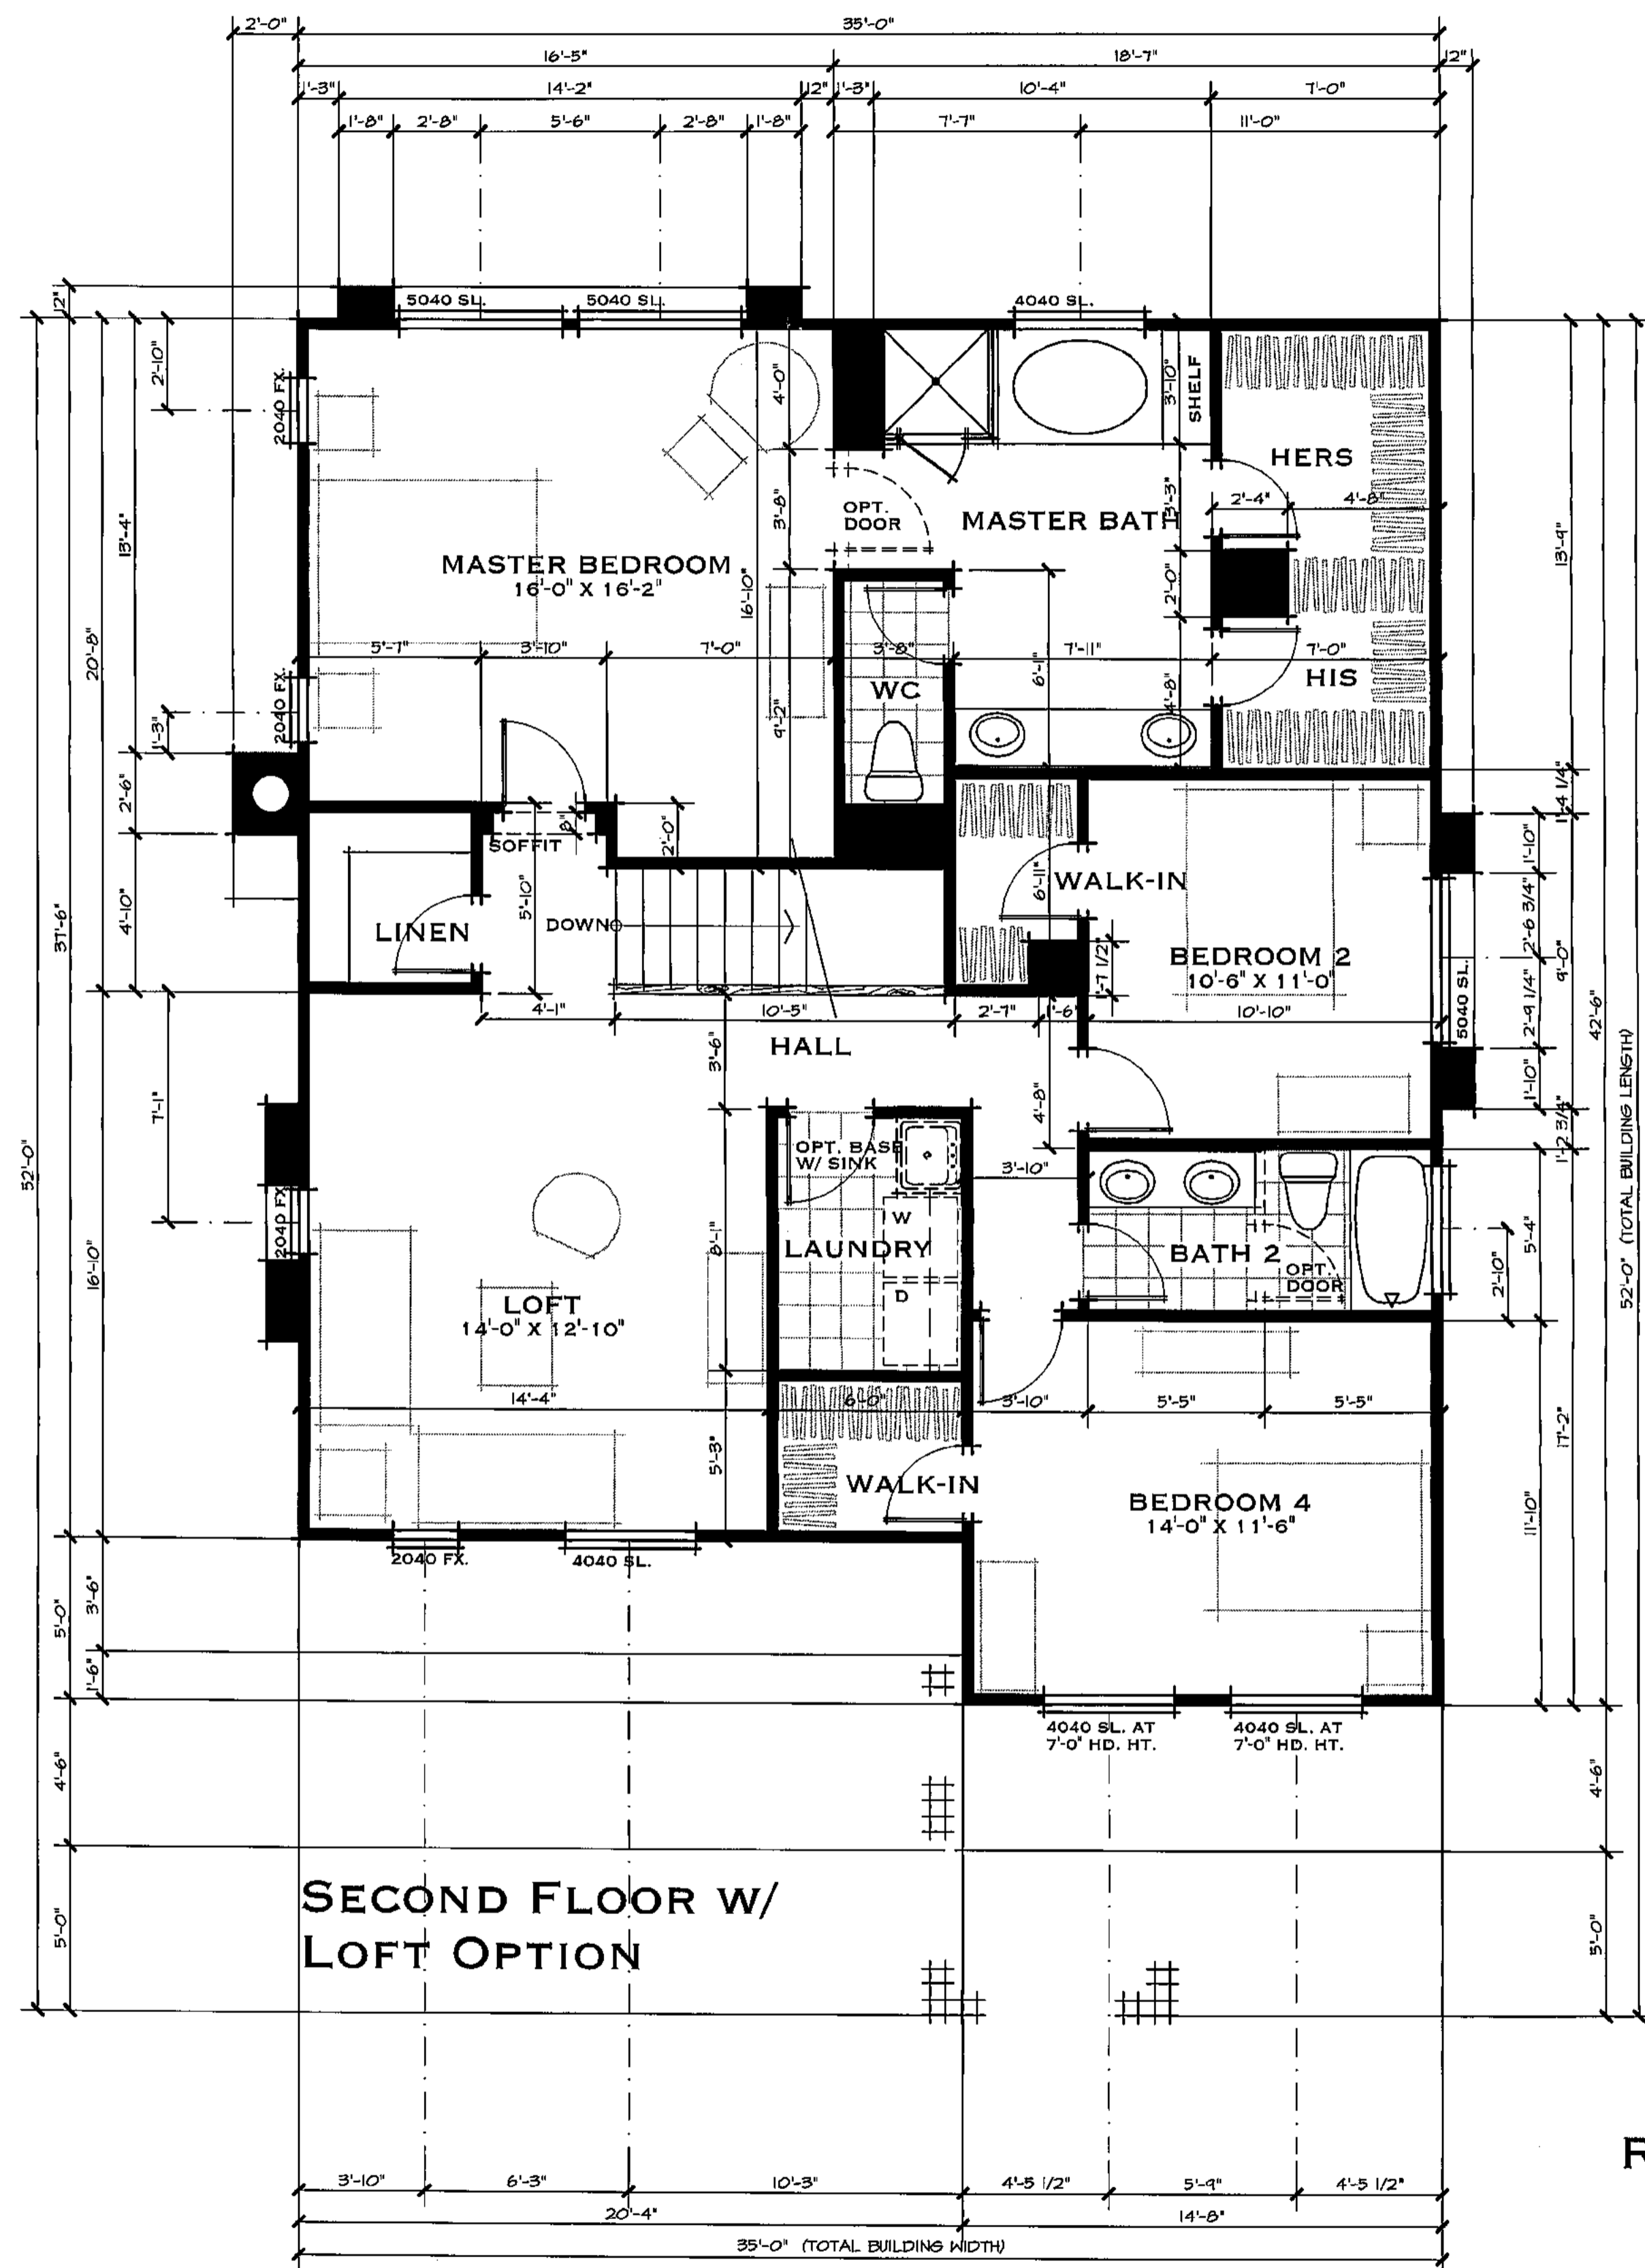 2'-0" 35'-0"
16'-5" 18'-7" 12"
1'-3" 14'-2" 12" 1'-3" 10'-4" 7'-0"
1'-8" 2'-8" 5'-6" 2'-8" 1'-8" 7'-7" 11'-0"
12"
5040 SL. 5040 SL. 4040 SL.
2'-10"
2040 FX.
4'-0"
3'-10"
SHELF
HERS
2'-4" 4'-8"
3'-3"
OPT.
DOOR
MASTER BATH
3'-8"
13'-4"
13'-9"
MASTER BEDROOM
16'-0" X 16'-2"
16'-10"
2'-0"
20'-8"
5'-7" 3'-10" 7'-0" 3'-8" 7'-11" 7'-0"
6'-1"
WC
HIS
4'-8"
2040 FX.
1'-3"
9'-2"
2'-6"
1'-4 1/4"
8"
SOFFIT
2'-0"
1'-10"
5'-10"
6'-11"
WALK-IN
4'-10"
37'-6"
LINEN
DOWN
2'-6 3/4"
BEDROOM 2
10'-6" X 11'-0"
1'-7 1/2"
9'-0"
5040 SL.
2'-9 1/4"
42'-6"
4'-1" 10'-5" 2'-7" 1'-6" 10'-10"
HALL
3'-6"
1'-10"
7'-1"
4'-8"
1'-2 3/4"
52'-0"
52'-0" (TOTAL BUILDING LENGTH)
OPT. BASE
W/ SINK
3'-10"
2040 FX.
W
LAUNDRY
8'-1"
D
BATH 2
OPT.
DOOR
5'-4"
2'-10"
16'-10"
LOFT
14'-0" X 12'-10"
14'-4" 6'-0" 3'-10" 5'-5" 5'-5"
17'-2"
5'-3"
WALK-IN
BEDROOM 4
14'-0" X 11'-6"
11'-10"
2040 FX. 4040 SL.
3'-6"
5'-0"
1'-6"
4040 SL. AT
7'-0" HD. HT.
4040 SL. AT
7'-0" HD. HT.
4'-6"
4'-6"
SECOND FLOOR W/
LOFT OPTION
5'-0"
5'-0"
R
3'-10" 6'-3" 10'-3" 4'-5 1/2" 5'-9" 4'-5 1/2"
20'-4" 14'-8"
35'-0" (TOTAL BUILDING WIDTH)